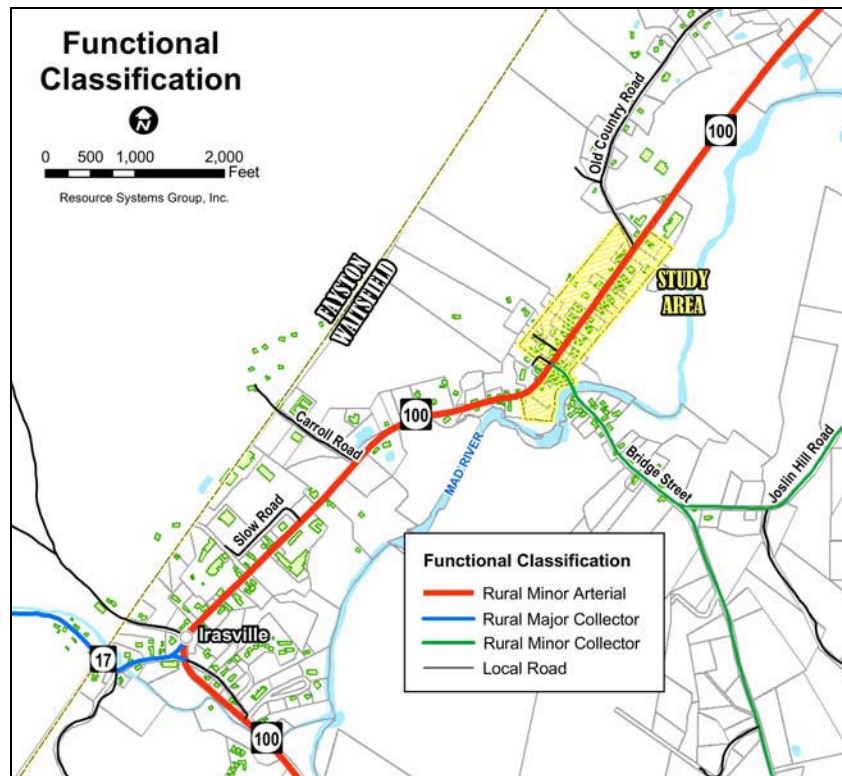 Functional
Classification
N
0 500 1,000 2,000
Feet
Resource Systems Group, Inc.
100
Old Country Road
STUDY
AREA
FAYSTON
WAITSFIELD
100
Carroll Road
MAD RIVER
Bridge Street
Joslin Hill Road
Slow Road
Irasville
17
100
Functional Classification
Rural Minor Arterial
Rural Major Collector
Rural Minor Collector
Local Road